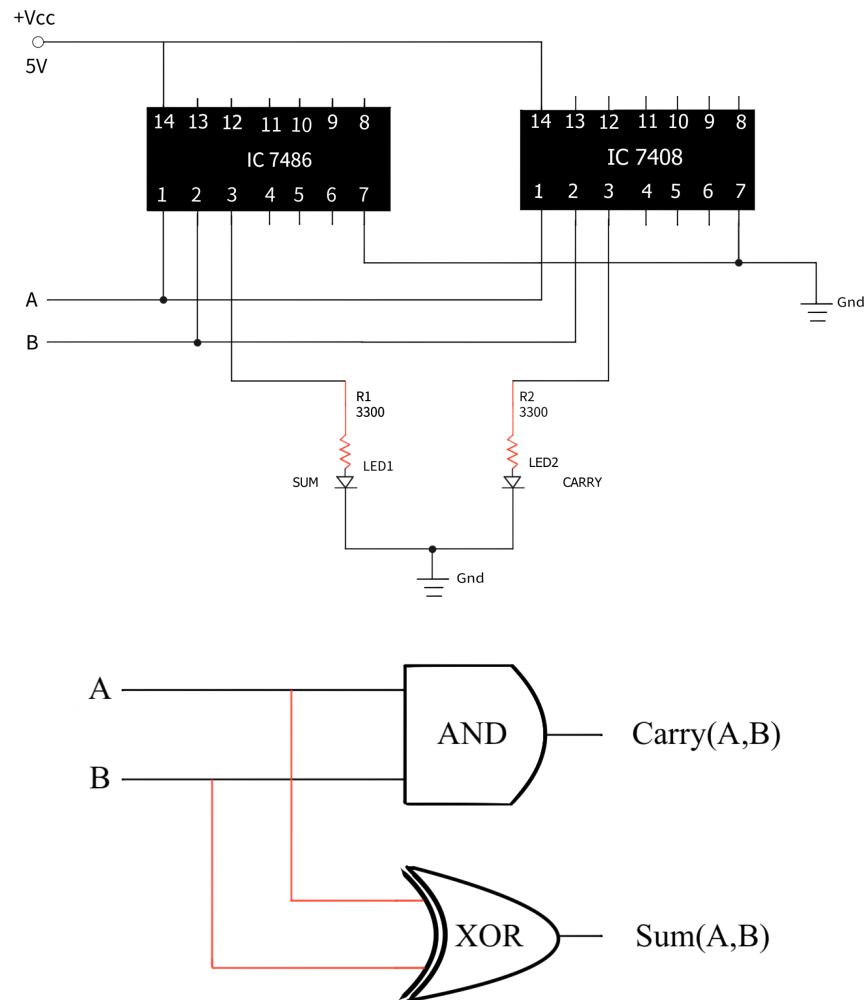 +Vcc
5V
14 13 12 11 10 9 8
IC 7486
1 2 3 4 5 6 7
14 13 12 11 10 9 8
IC 7408
1 2 3 4 5 6 7
A
B
Gnd
R1
3300
LED1
SUM
R2
3300
LED2
CARRY
Gnd
A
B
AND
Carry(A,B)
XOR
Sum(A,B)